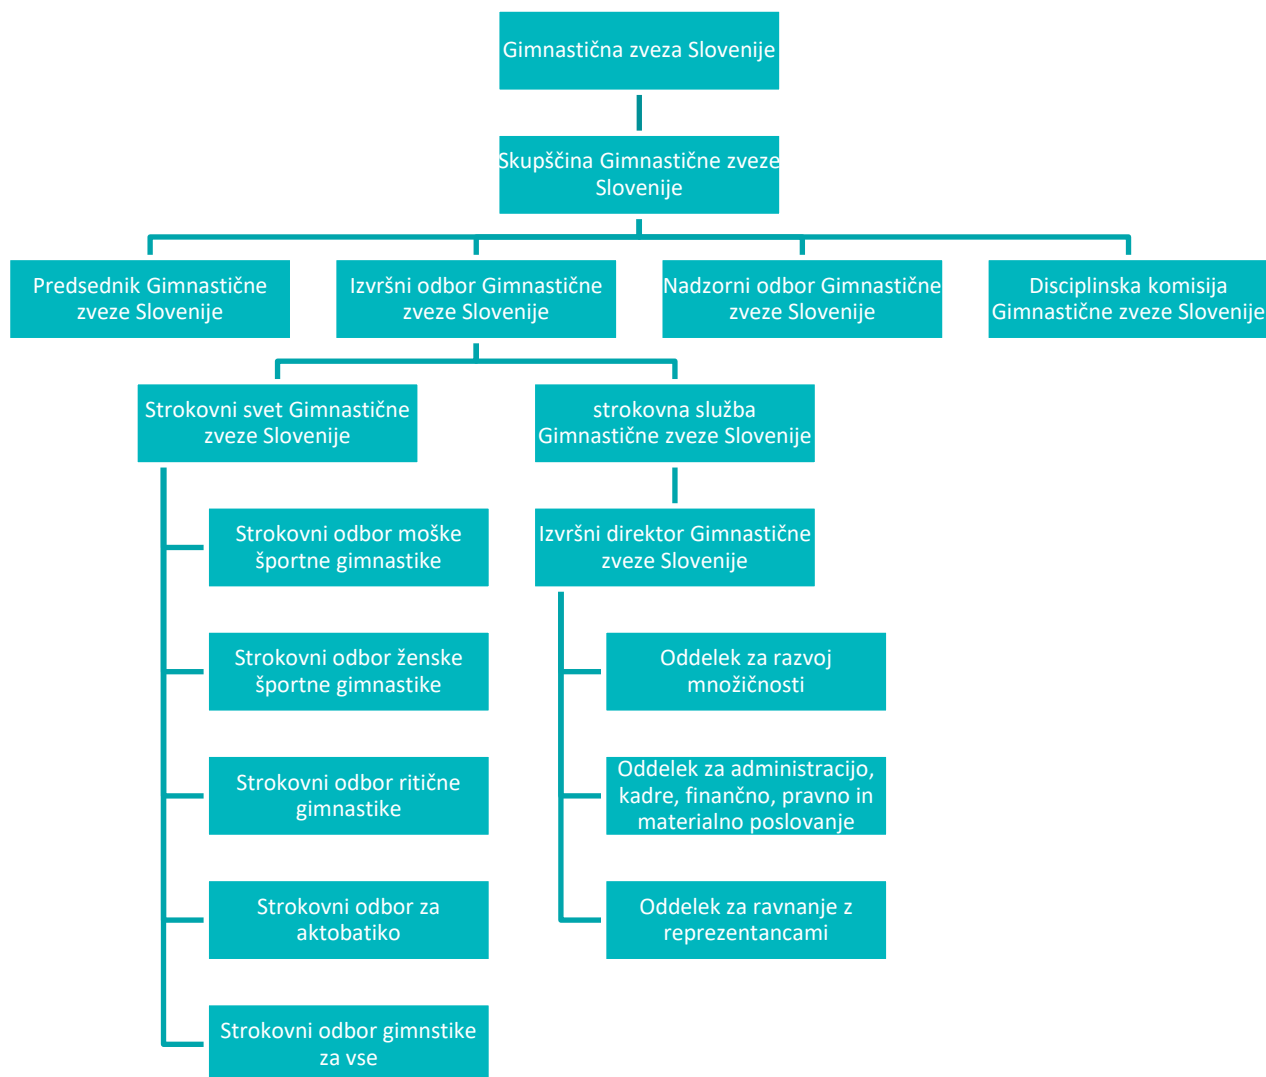 Gimnastična zveza Slovenije
Skupščina Gimnastične zveze
Slovenije
Predsednik Gimnastične
zveze Slovenije
Izvršni odbor Gimnastične
zveze Slovenije
Nadzorni odbor Gimnastične
zveze Slovenije
Disciplinska komisija
Gimnastične zveze Slovenije
Strokovni svet Gimnastične
zveze Slovenije
strokovna služba
Gimnastične zveze Slovenije
Strokovni odbor moške
športne gimnastike
Strokovni odbor ženske
športne gimnastike
Strokovni odbor ritične
gimnastike
Strokovni odbor za
aktobatiko
Strokovni odbor gimnstike
za vse
Izvršni direktor Gimnastične
zveze Slovenije
Oddelek za razvoj
množičnosti
Oddelek za administracijo,
kadre, finančno, pravno in
materialno poslovanje
Oddelek za ravnanje z
reprezentancami